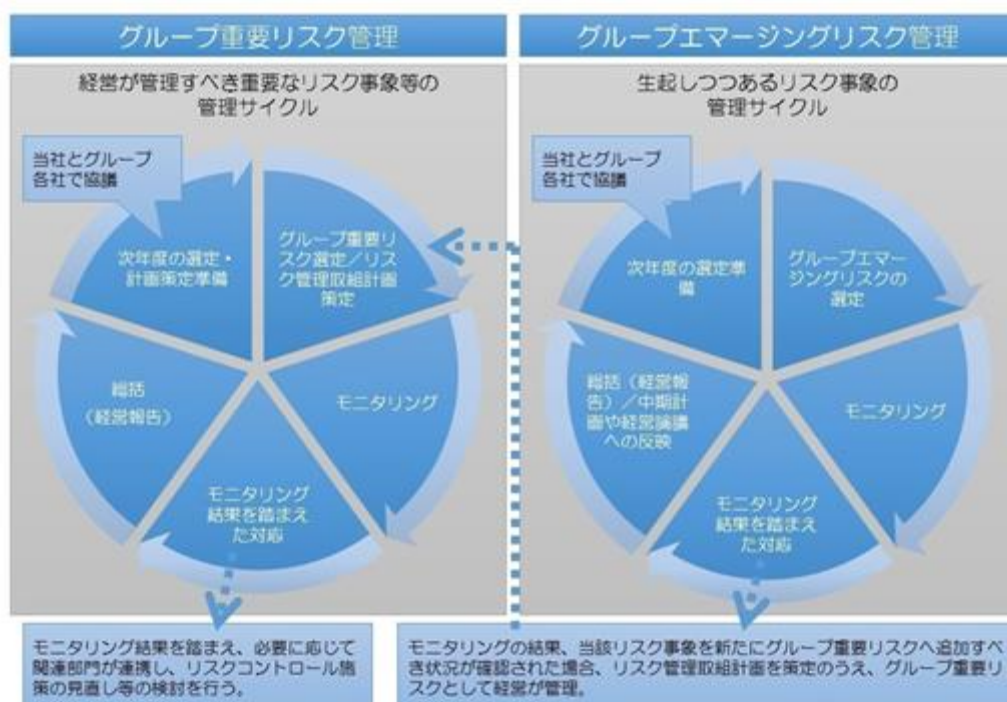 グループ重要リスク管理
経営が管理すべき重要なリスク事象等の
管理サイクル
当社とグループ
各社で協議
次年度の選定・
計画策定準備
グループ重要リ
スク選定／リス
ク管理取組計画
策定
モニタリング
モニタリング
結果を踏まえ
た対応
総括
（経営報告）
モニタリング結果を踏まえ、必要に応じて
関連部門が連携し、リスクコントロール施
策の見直し等の検討を行う。
グループエマージングリスク管理
生起しつつあるリスク事象の
管理サイクル
当社とグループ
各社で協議
次年度の選定準
備
グループエマー
ジングリスクの
選定
モニタリング
モニタリング
結果を踏まえ
た対応
総括（経営報
告）／中期計
画や経営論議
への反映
モニタリングの結果、当該リスク事象を新たにグループ重要リスクへ追加すべ
き状況が確認された場合、リスク管理取組計画を策定のうえ、グループ重要リ
スクとして経営が管理。